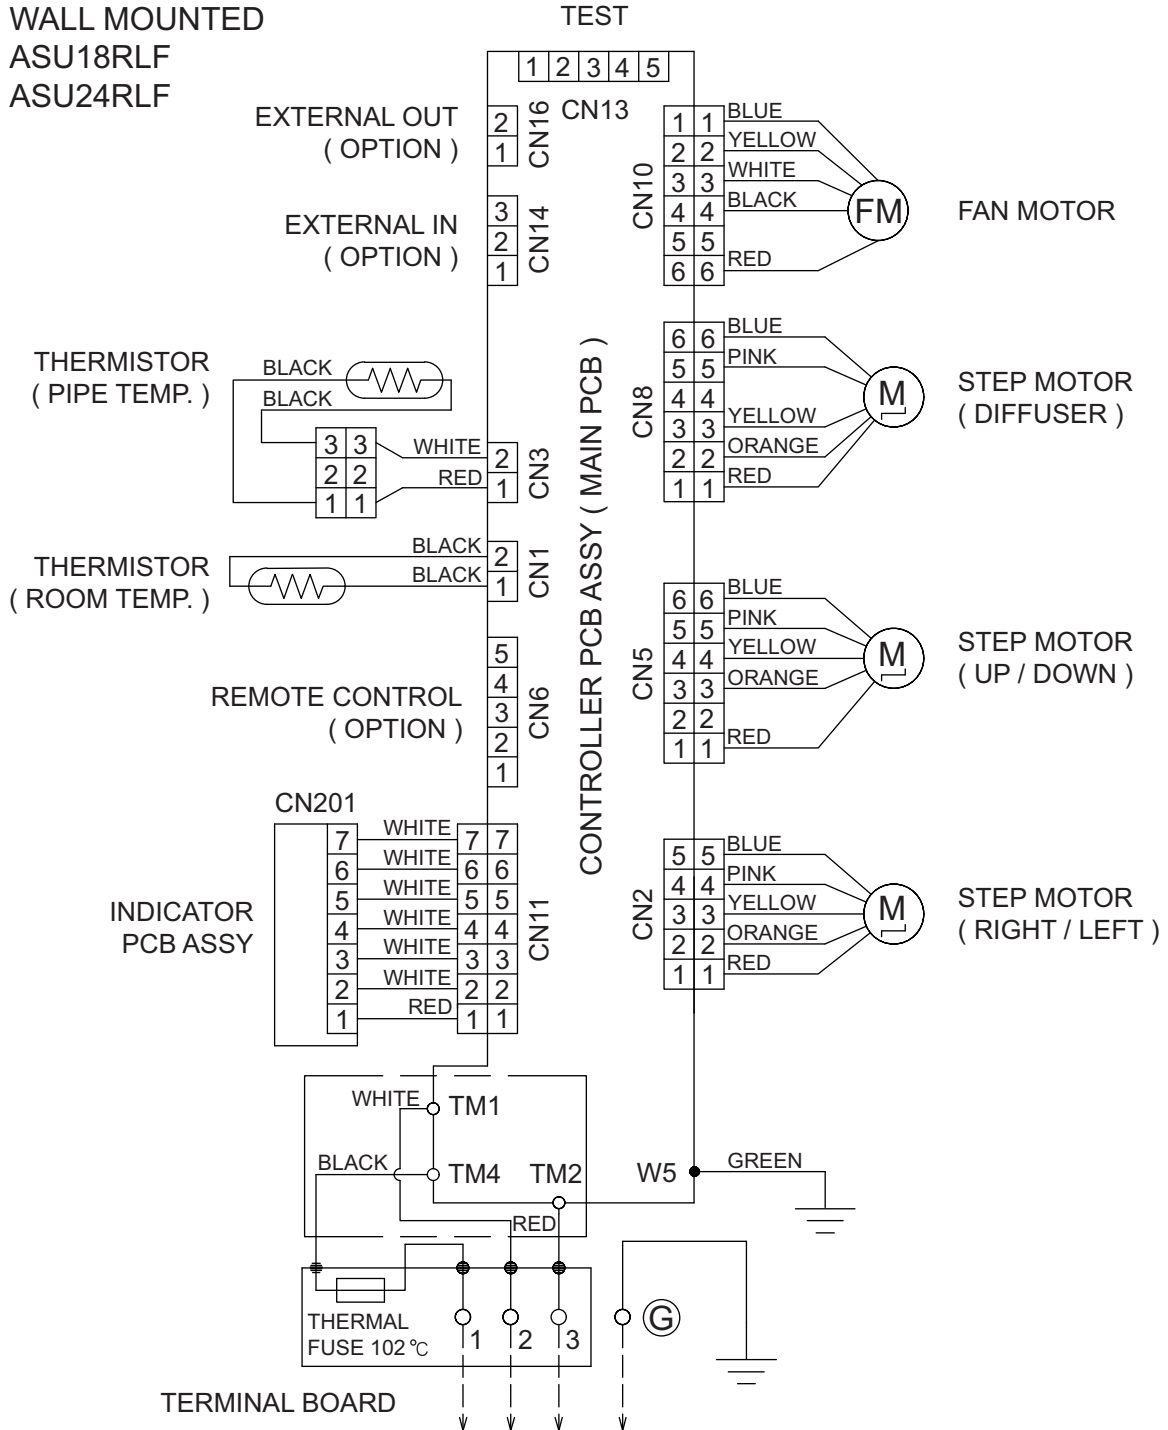 WALL MOUNTED
ASU18RLF
ASU24RLF
TEST
1 2 3 4 5
CN13
EXTERNAL OUT
( OPTION )
2
1
CN16
EXTERNAL IN
( OPTION )
3
2
1
CN14
THERMISTOR
( PIPE TEMP. )
BLACK
BLACK
3 3
2 2
1 1
WHITE
RED
2
1
CN3
THERMISTOR
( ROOM TEMP. )
BLACK
BLACK
2
1
CN1
REMOTE CONTROL
( OPTION )
5
4
3
2
1
CN6
CN201
INDICATOR
PCB ASSY
7 WHITE 7 7
6 WHITE 6 6
5 WHITE 5 5
4 WHITE 4 4
3 WHITE 3 3
2 WHITE 2 2
1 RED 1 1
CN11
CONTROLLER PCB ASSY ( MAIN PCB )
CN10
1 1 BLUE
2 2 YELLOW
3 3 WHITE
4 4 BLACK
5 5
6 6 RED
FM
FAN MOTOR
CN8
6 6 BLUE
5 5 PINK
4 4
3 3 YELLOW
2 2 ORANGE
1 1 RED
M
STEP MOTOR
( DIFFUSER )
CN5
6 6 BLUE
5 5 PINK
4 4 YELLOW
3 3 ORANGE
2 2
1 1 RED
M
STEP MOTOR
( UP / DOWN )
CN2
5 5 BLUE
4 4 PINK
3 3 YELLOW
2 2 ORANGE
1 1 RED
M
STEP MOTOR
( RIGHT / LEFT )
WHITE TM1
BLACK TM4
TM2
RED
W5 GREEN
THERMAL
FUSE 102℃
1 2 3
G
TERMINAL BOARD